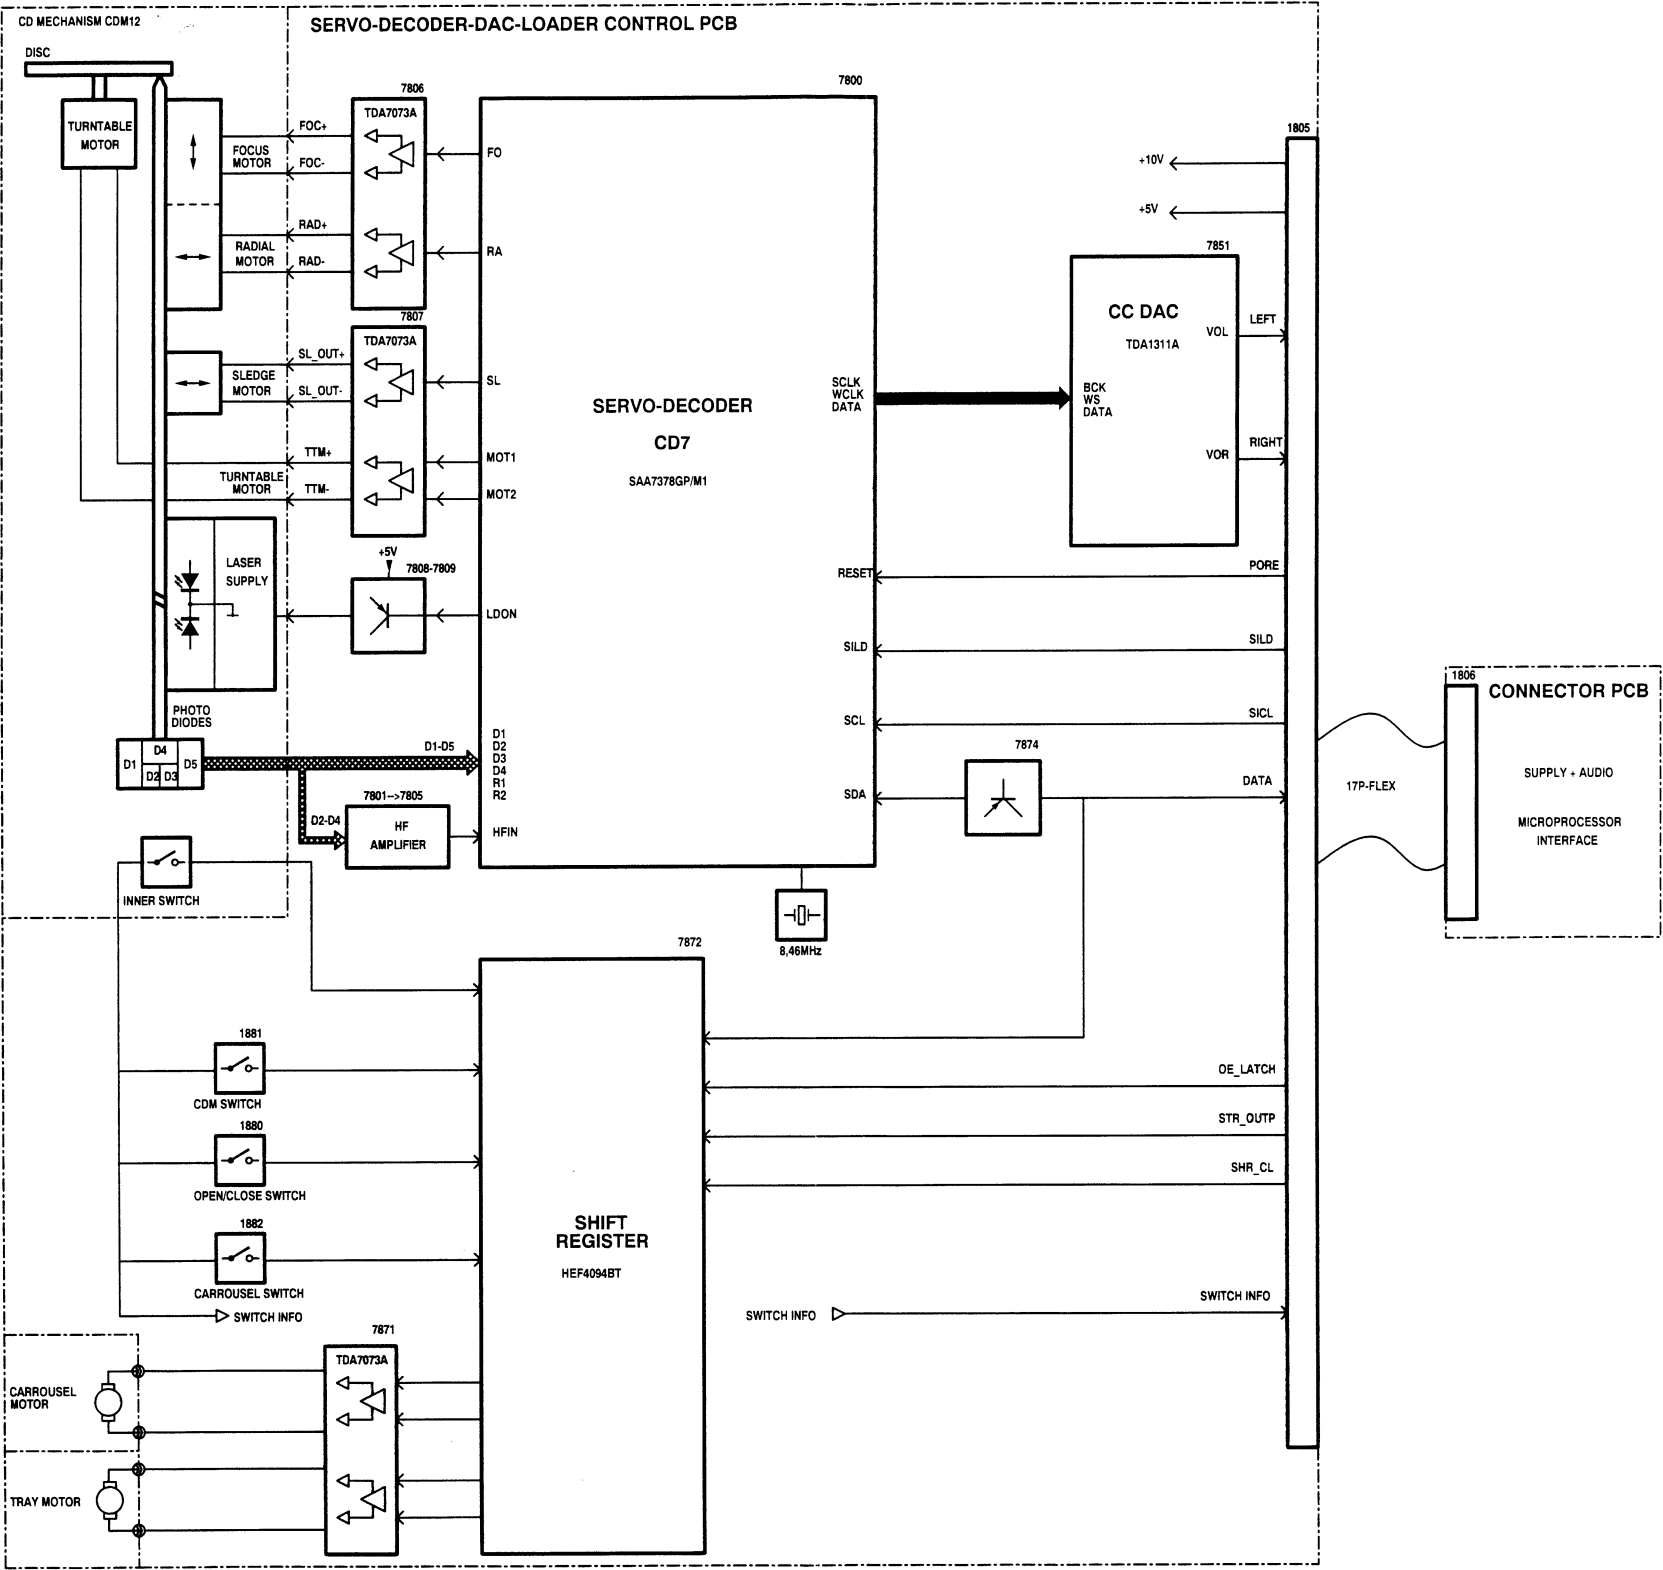 CD MECHANISM CDM12
SERVO-DECODER-DAC-LOADER CONTROL PCB
DISC
TURNTABLE
MOTOR
FOCUS
MOTOR
RADIAL
MOTOR
FOC+
FOC-
RAD+
RAD-
7806
TDA7073A
7807
TDA7073A
SLEDGE
MOTOR
SL_OUT+
SL_OUT-
TTM+
TURNTABLE
MOTOR
TTM-
LASER
SUPPLY
+5V
7808-7809
PHOTO
DIODES
D1
D4
D2
D3
D5
D1-D5
D2-D4
7801-->7805
HF
AMPLIFIER
INNER SWITCH
7800
FO
RA
SL
MOT1
MOT2
LDON
D1
D2
D3
D4
R1
R2
HFIN
SERVO-DECODER
CD7
SAA7378GP/M1
SCLK
WCLK
DATA
RESET
SILD
SCL
SDA
8,46MHz
7851
CC DAC
TDA1311A
BCK
WS
DATA
VOL
VOR
LEFT
RIGHT
1805
+10V
+5V
PORE
SILD
SICL
7874
DATA
17P-FLEX
1806
CONNECTOR PCB
SUPPLY + AUDIO
MICROPROCESSOR
INTERFACE
7872
SHIFT
REGISTER
HEF4094BT
OE_LATCH
STR_OUTP
SHR_CL
SWITCH INFO
SWITCH INFO
1881
CDM SWITCH
1880
OPEN/CLOSE SWITCH
1882
CARROUSEL SWITCH
SWITCH INFO
7871
TDA7073A
CARROUSEL
MOTOR
TRAY MOTOR